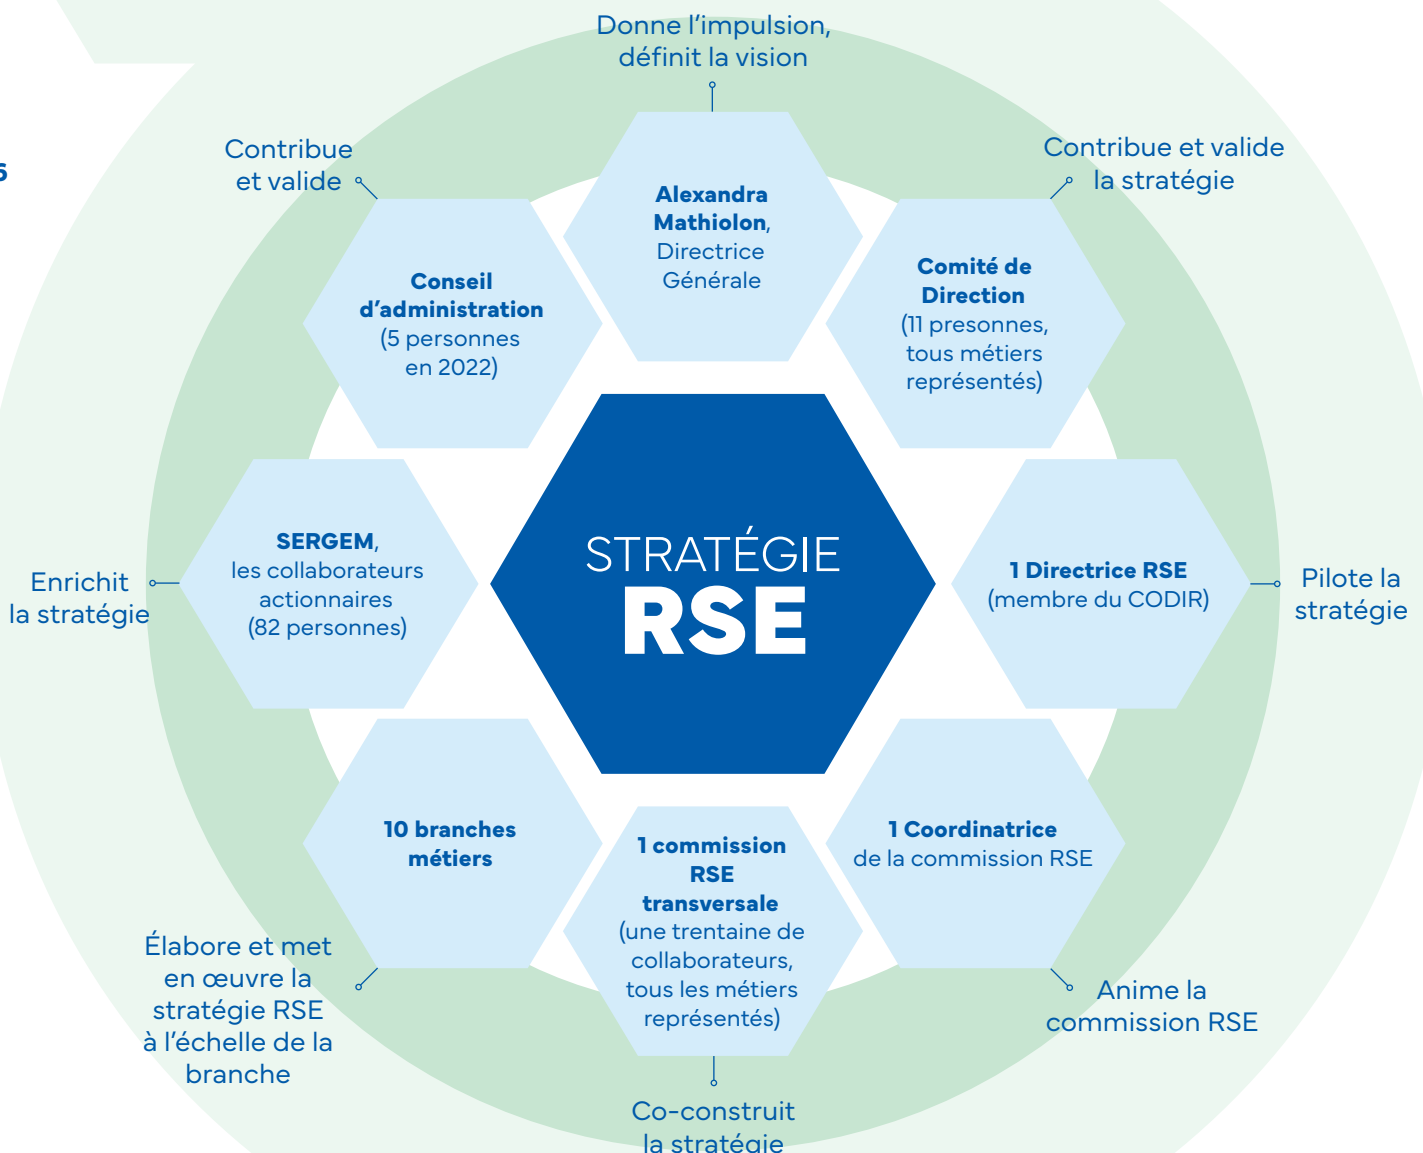 Donne l'impulsion,
définit la vision
Contribue
et valide
Contribue et valide
la stratégie
6
Alexandra
Mathiolon,
Directrice
Générale
Conseil
d'administration
(5 personnes
en 2022)
Comité de
Direction
(11 presonnes,
tous métiers
représentés)
SERGEM,
les collaborateurs
actionnaires
(82 personnes)
STRATÉGIE
RSE
1 Directrice RSE
(membre du CODIR)
Enrichit
la stratégie
Pilote la
stratégie
10 branches
métiers
1 commission
RSE
transversale
(une trentaine de
collaborateurs,
tous les métiers
représentés)
1 Coordinatrice
de la commission RSE
Élabore et met
en œuvre la
stratégie RSE
à l'échelle de la
branche
Anime la
commission RSE
Co-construit
la stratégie